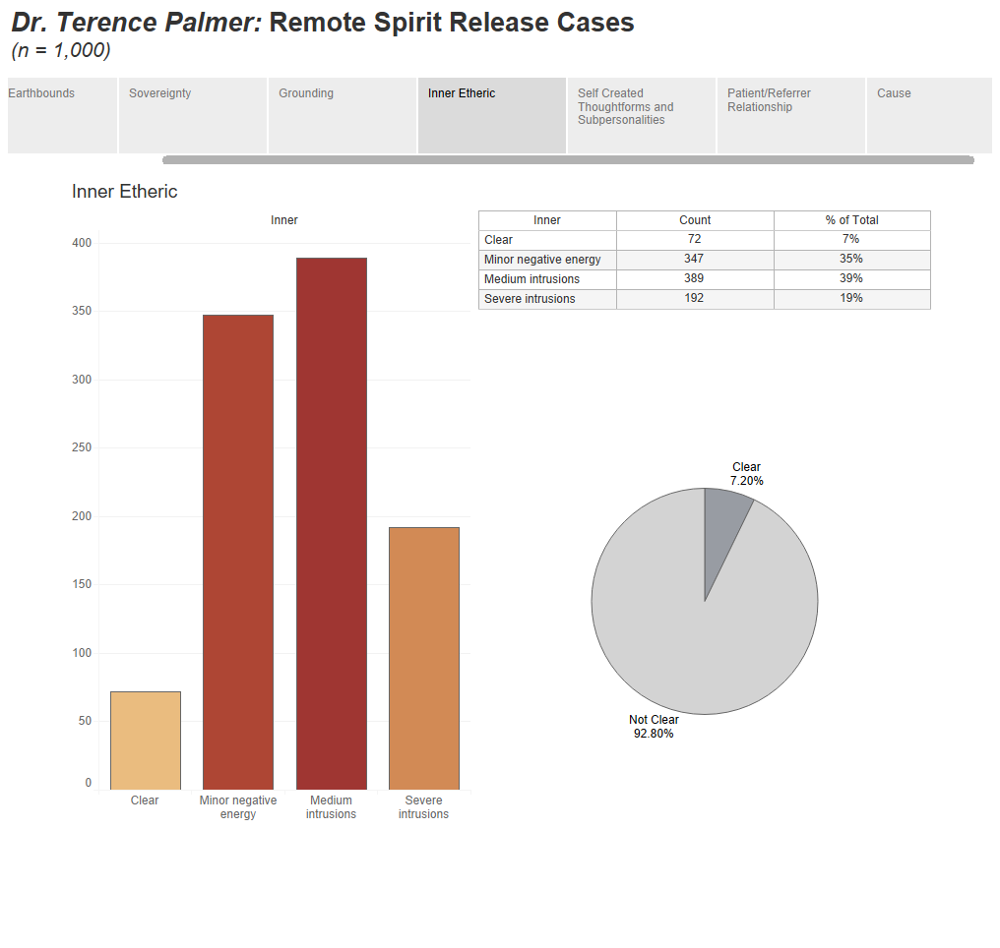 Dr. Terence Palmer: Remote Spirit Release Cases
(n = 1,000)
Earthbounds
Sovereignty
Grounding
Inner Etheric
Self Created
Thoughtforms and
Subpersonalities
Patient/Referrer
Relationship
Cause
Inner Etheric
Inner
400
350
300
250
200
150
100
50
0
Clear
Minor negative
energy
Medium
intrusions
Severe
intrusions
Inner Count % of Total
Clear 72 7%
Minor negative energy 347 35%
Medium intrusions 389 39%
Severe intrusions 192 19%
Clear
7.20%
Not Clear
92.80%